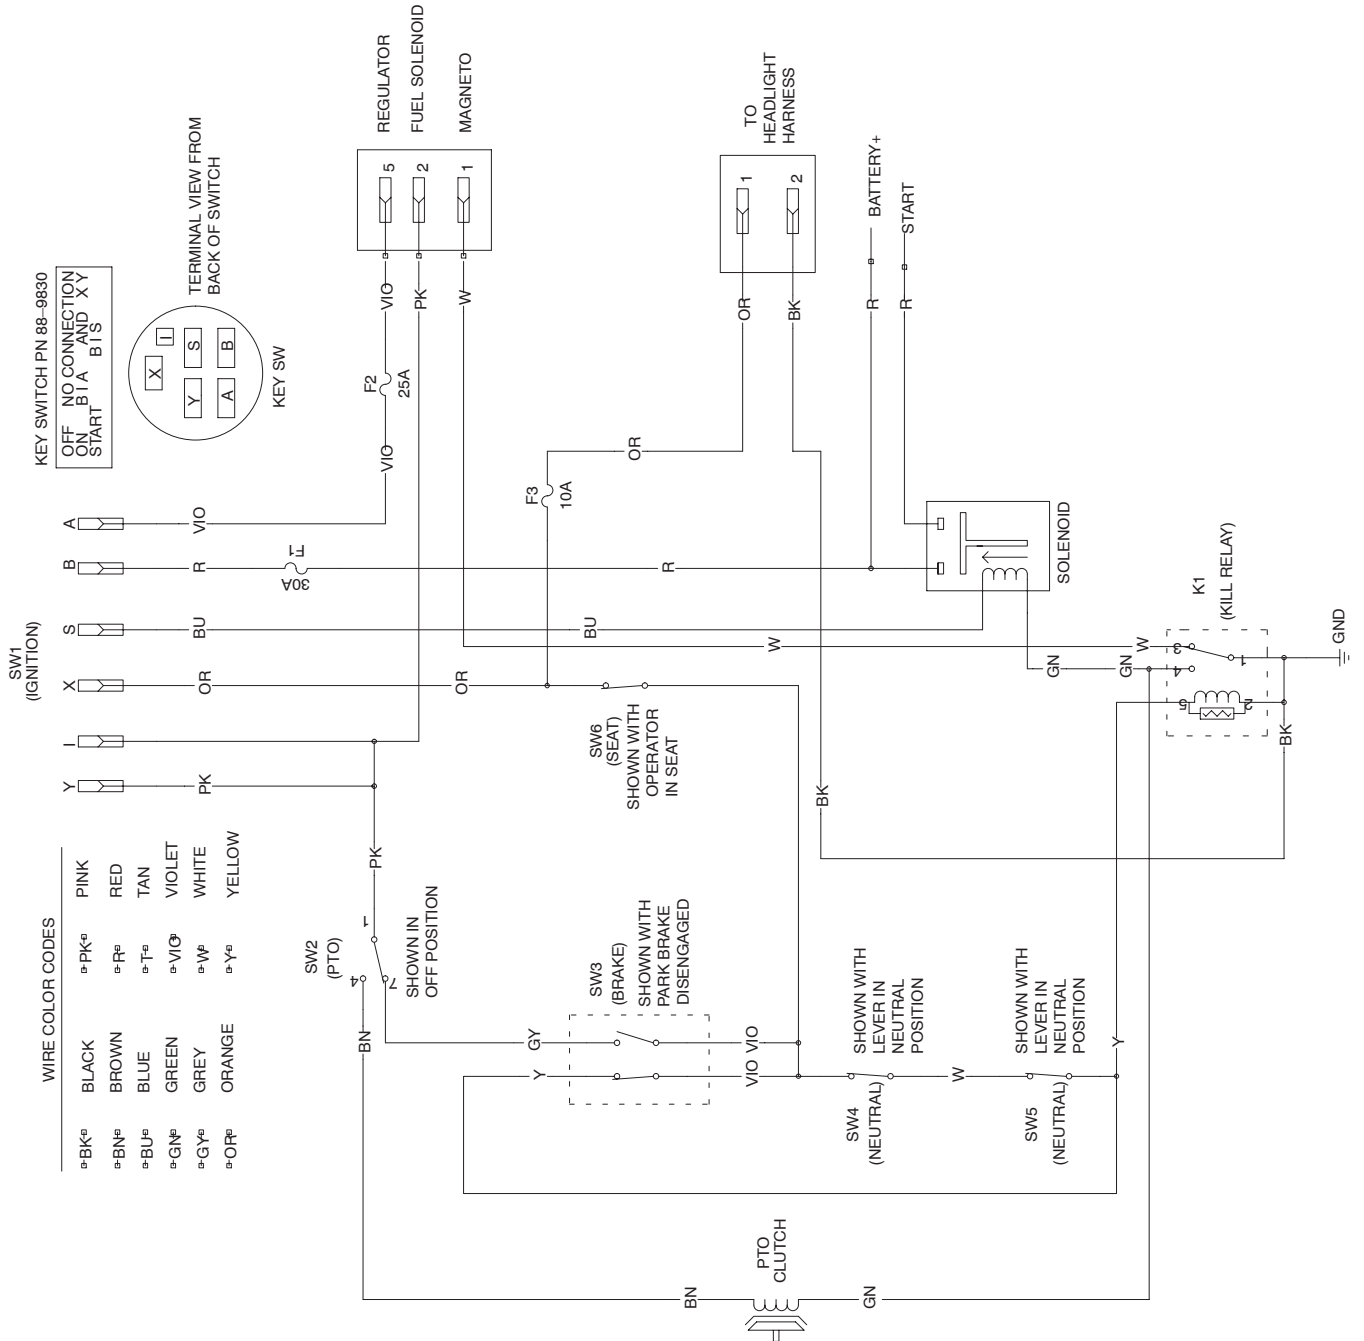 SW1
(IGNITION)
Y
I
X
S
B
A
KEY SWITCH PN 88–9830
OFF NO CONNECTION
ON B I A AND X Y
START B I S
X
I
Y
S
A
B
KEY SW
TERMINAL VIEW FROM
BACK OF SWITCH
WIRE COLOR CODES
BK BLACK
BN BROWN
BU BLUE
GN GREEN
GY GREY
OR ORANGE
PK PINK
R RED
T TAN
VIO VIOLET
W WHITE
Y YELLOW
PK
OR
BU
R
VIO
F1
30A
VIO
F2
25A
VIO
PK
W
5
2
1
REGULATOR
FUEL SOLENOID
MAGNETO
PK
SW2
(PTO)
1
4
7
SHOWN IN
OFF POSITION
BN
OR
F3
10A
OR
OR
BK
1
2
TO
HEADLIGHT
HARNESS
GY
Y
SW3
(BRAKE)
SHOWN WITH
PARK BRAKE
DISENGAGED
VIO
VIO
SW6
(SEAT)
SHOWN WITH
OPERATOR
IN SEAT
BU
R
W
BK
R
R
BATTERY+
START
SOLENOID
SHOWN WITH
LEVER IN
NEUTRAL
POSITION
SW4
(NEUTRAL)
W
SHOWN WITH
LEVER IN
NEUTRAL
POSITION
SW5
(NEUTRAL)
Y
GN
GN
W
K1
(KILL RELAY)
3
4
1
5
2
BK
GND
BN
PTO
CLUTCH
GN